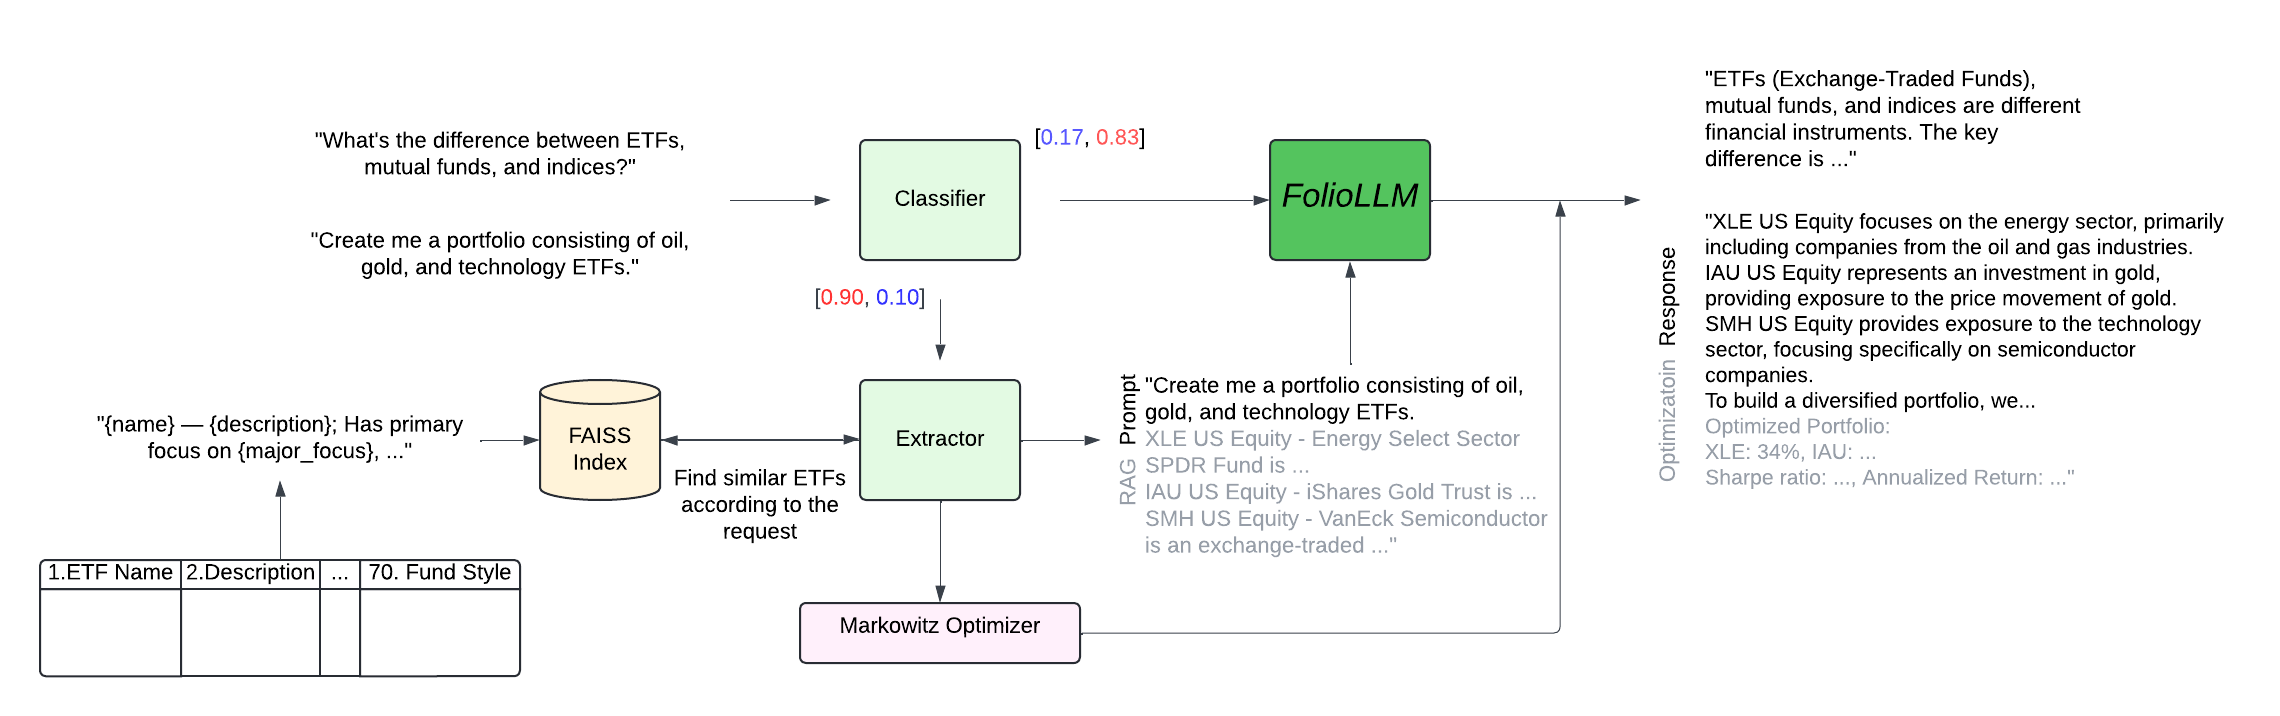 "What's the difference between ETFs,
mutual funds, and indices?"
"Create me a portfolio consisting of oil,
gold, and technology ETFs."
Classifier
[0.17, 0.83]
[0.90, 0.10]
FolioLLM
"{name} — {description}; Has primary
focus on {major_focus}, ..."
FAISS
Index
Find similar ETFs
according to the
request
Extractor
1.ETF Name
2.Description
...
70. Fund Style
Markowitz Optimizer
RAG Prompt
"Create me a portfolio consisting of oil,
gold, and technology ETFs.
XLE US Equity - Energy Select Sector
SPDR Fund is ...
IAU US Equity - iShares Gold Trust is ...
SMH US Equity - VanEck Semiconductor
is an exchange-traded ..."
Optimizatoin Response
"ETFs (Exchange-Traded Funds),
mutual funds, and indices are different
financial instruments. The key
difference is ..."
"XLE US Equity focuses on the energy sector, primarily
including companies from the oil and gas industries.
IAU US Equity represents an investment in gold,
providing exposure to the price movement of gold.
SMH US Equity provides exposure to the technology
sector, focusing specifically on semiconductor
companies.
To build a diversified portfolio, we...
Optimized Portfolio:
XLE: 34%, IAU: ...
Sharpe ratio: ..., Annualized Return: ..."